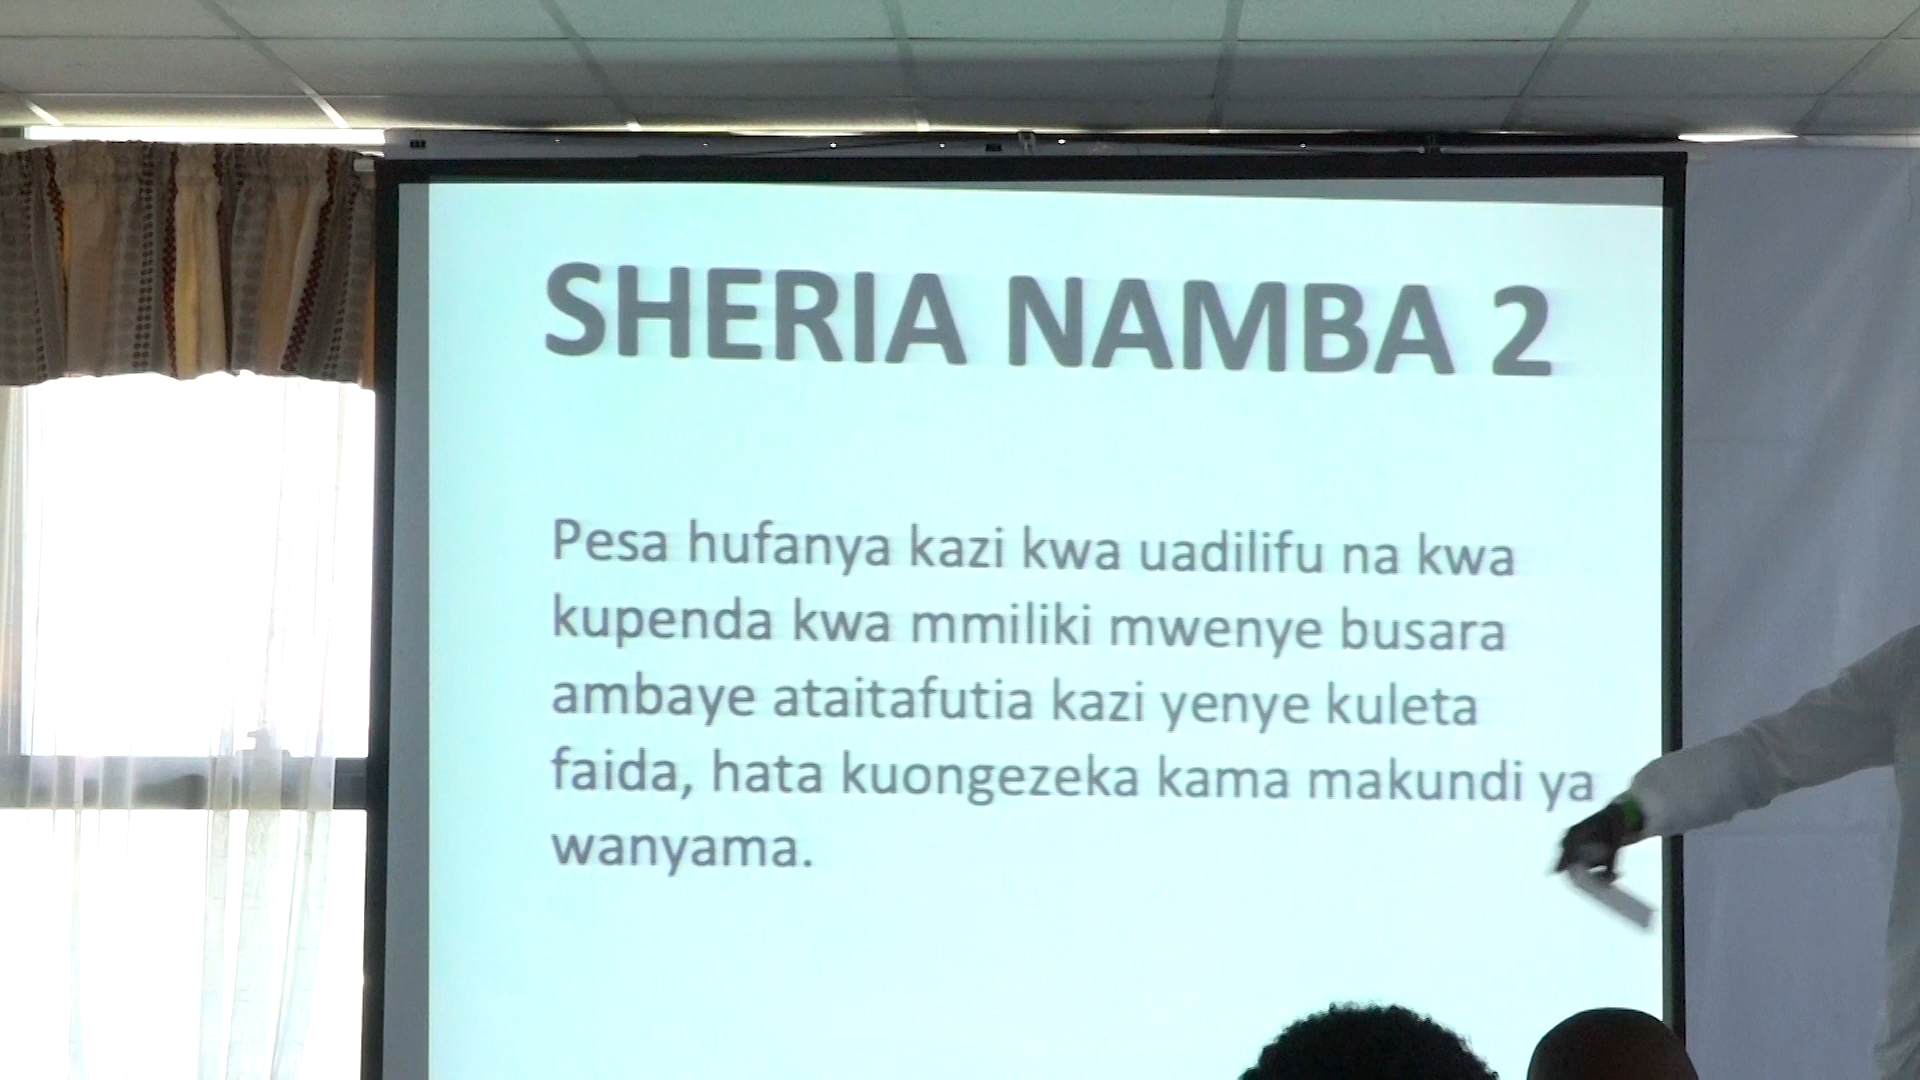 SHERIA NAMBA 2
Pesa hufanya kazi kwa uadilifu na kwa
kupenda kwa mmiliki mwenye busara
ambaye ataitafutia kazi yenye kuleta
faida, hata kuongezeka kama makundi ya
wanyama.